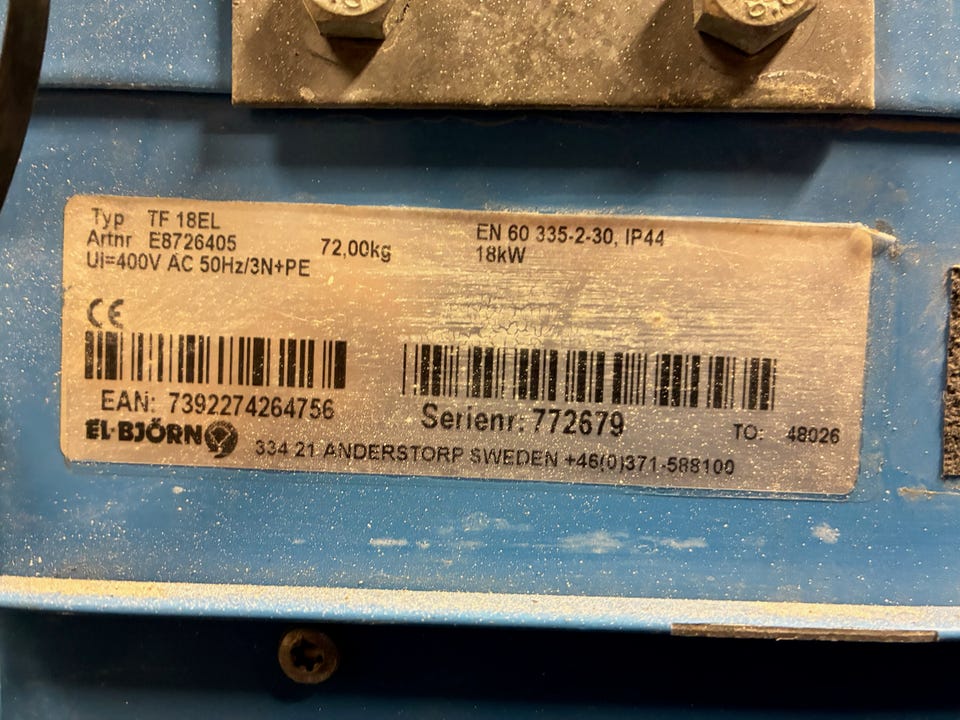 Typ TF 18EL
Artnr E8726405 72,00kg
UI=400V AC 50Hz/3N+PE
EN 60 335-2-30, IP44
18kW
CE
EAN: 7392274264756
Serienr: 772679
TO: 48026
EL-BJÖRN
334 21 ANDERSTORP SWEDEN +46(0)371-588100